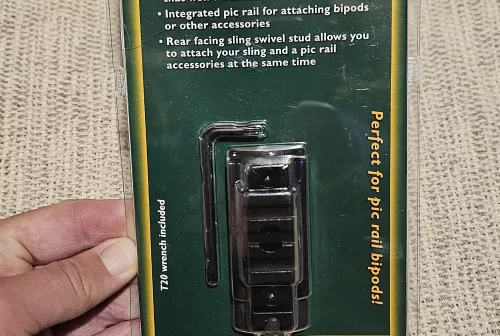 • Integrated pic rail for attaching bipods
or other accessories
• Rear facing sling swivel stud allows you
to attach your sling and a pic rail
accessories at the same time
Perfect for pic rail bipods!
T20 wrench included